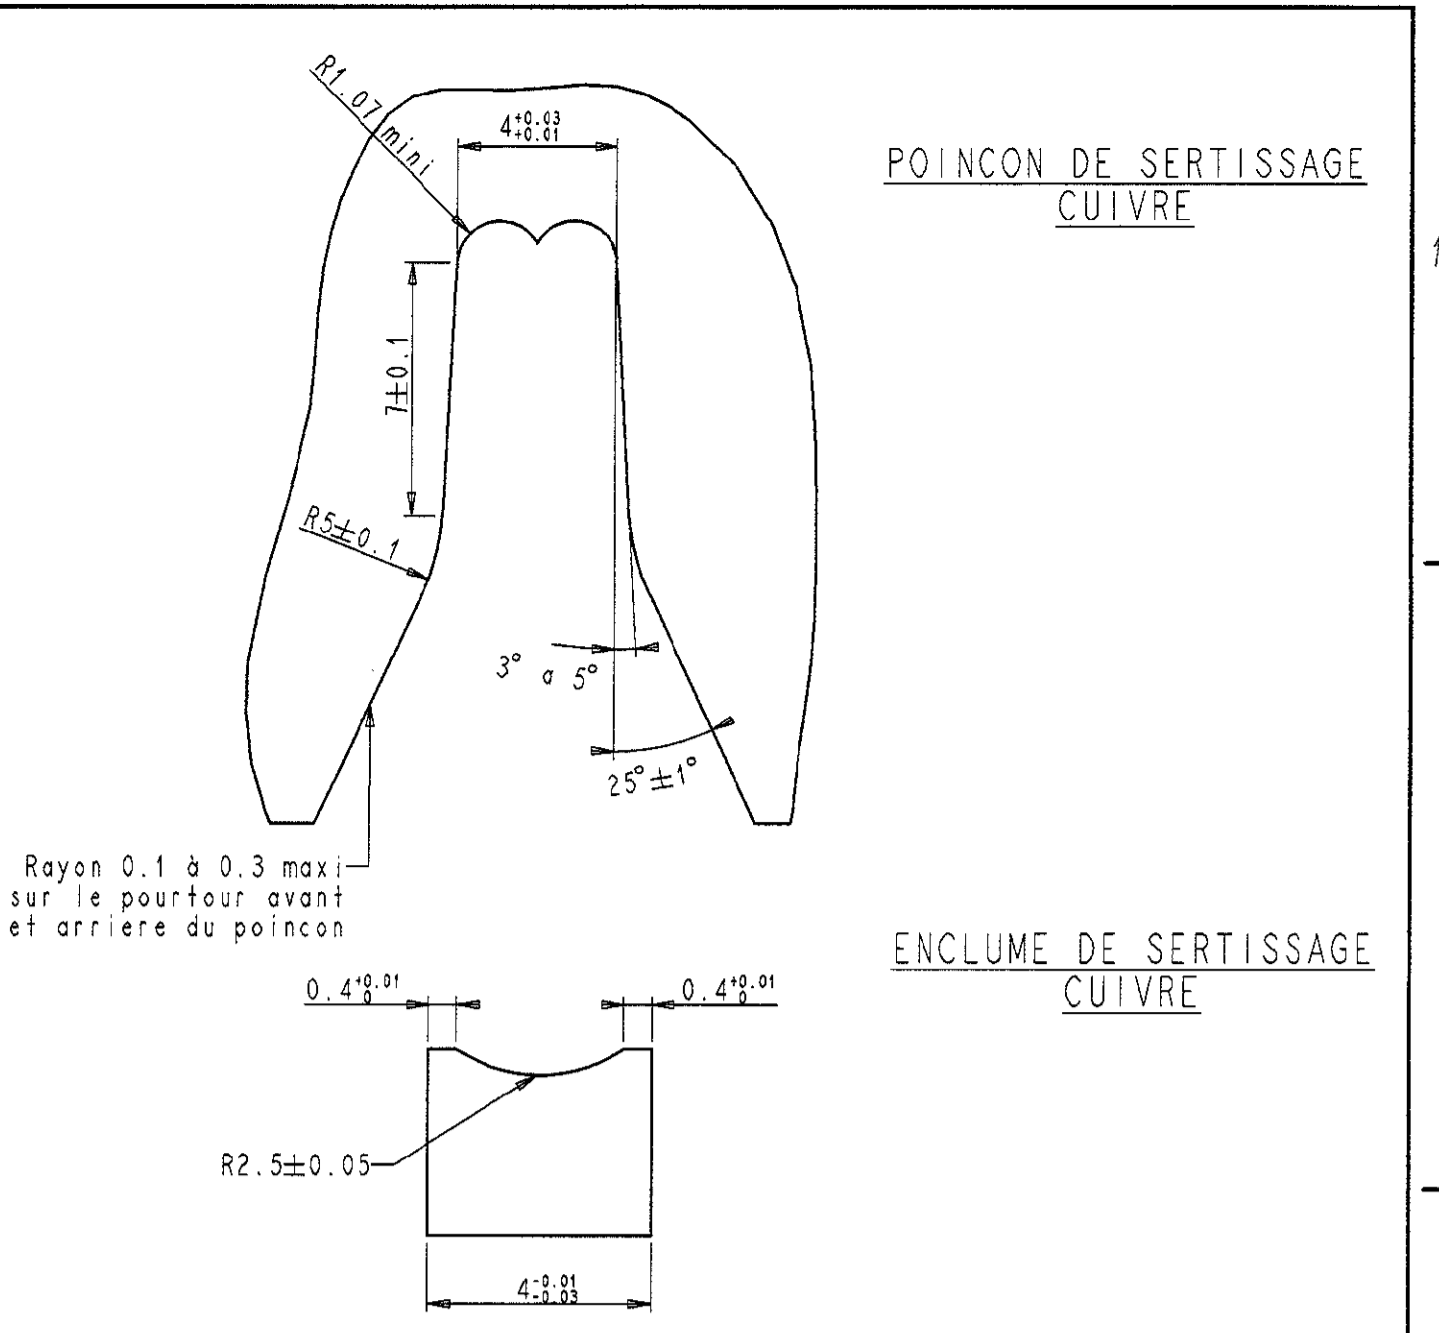 R1.07 mini
4 +0.03 +0.01
POINCON DE SERTISSAGE
CUIVRE
1
7±0.1
R5±0.1
3° a 5°
25°±1°
Rayon 0.1 à 0.3 maxi
sur le pourtour avant
et arriere du poincon
ENCLUME DE SERTISSAGE
CUIVRE
0.4 +0.01 0
0.4 +0.01 0
R2.5±0.05
4 -0.01 -0.03